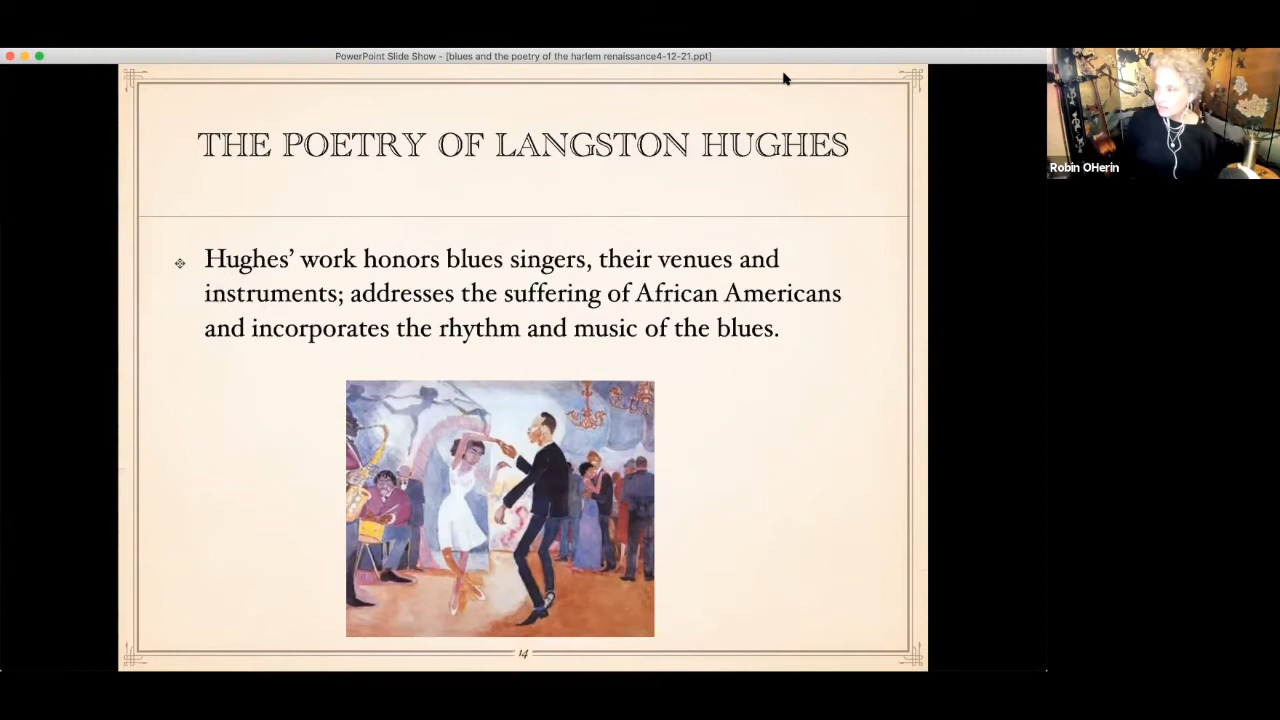 PowerPoint Slide Show - [blues and the poetry of the harlem renaissance4-12-21.ppt]
THE POETRY OF LANGSTON HUGHES
Hughes’ work honors blues singers, their venues and
instruments; addresses the suffering of African Americans
and incorporates the rhythm and music of the blues.
14
Robin OHerin